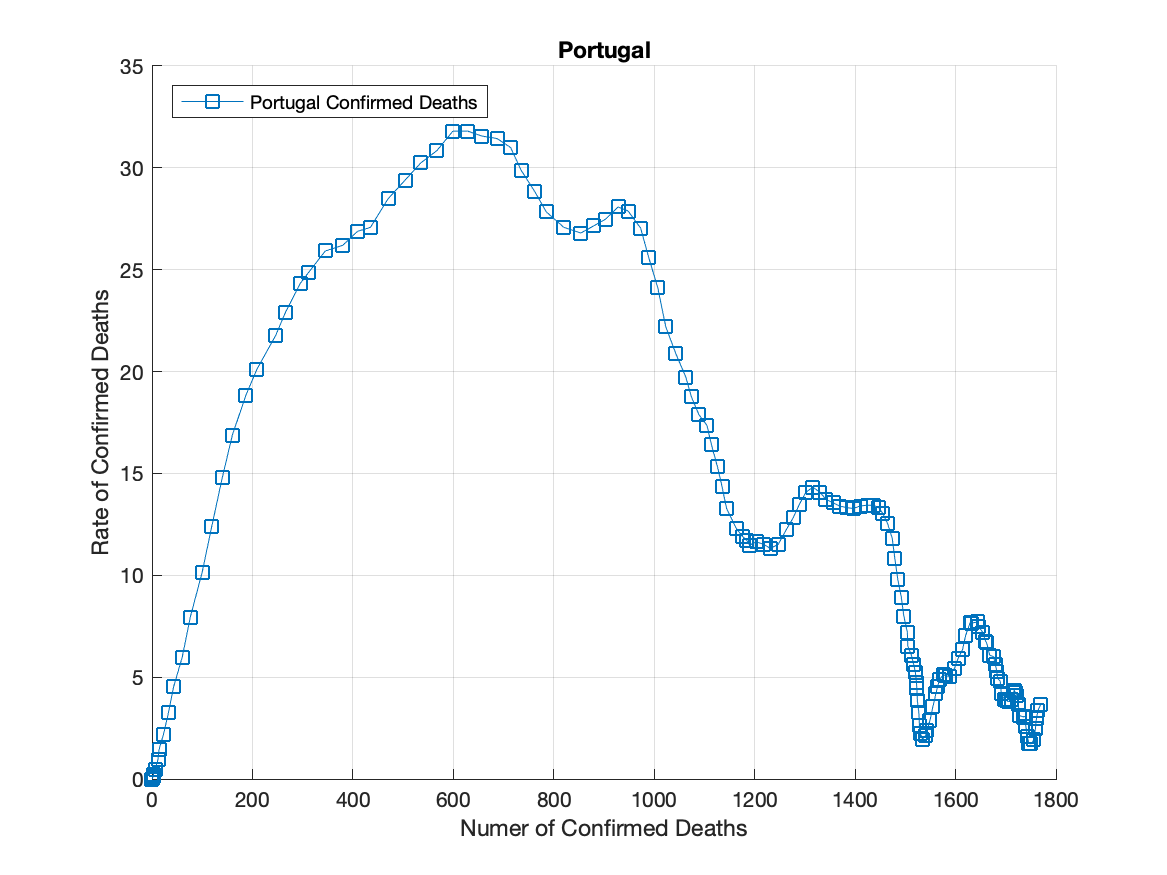 Portugal
Portugal Confirmed Deaths
35
30
25
20
15
10
5
0
Rate of Confirmed Deaths
0 200 400 600 800 1000 1200 1400 1600 1800
Numer of Confirmed Deaths